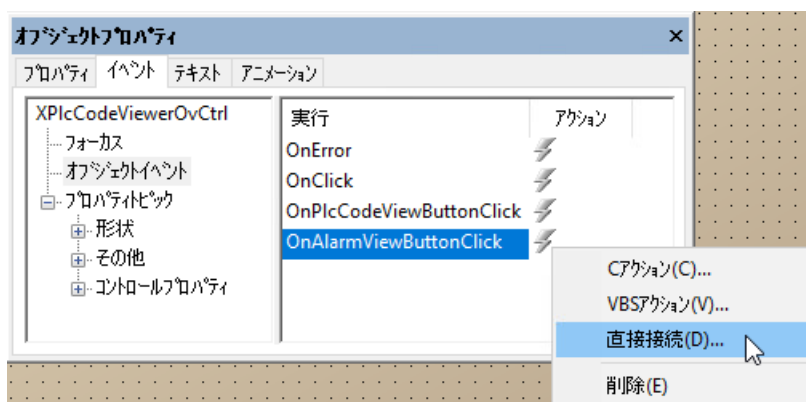 ｵﾌﾞｼﾞｪｸﾄﾌﾟﾛﾊﾟﾃｨ
ﾌﾟﾛﾊﾟﾃｨ ｲﾍﾞﾝﾄ ﾃｷｽﾄ ｱﾆﾒｰｼｮﾝ
XPlcCodeViewerOvCtrl
ﾌｫｰｶｽ
ｵﾌﾞｼﾞｪｸﾄｲﾍﾞﾝﾄ
ﾌﾟﾛﾊﾟﾃｨﾄﾋﾟｯｸ
形状
その他
ｺﾝﾄﾛｰﾙﾌﾟﾛﾊﾟﾃｨ
実行 ｱｸｼｮﾝ
OnError
OnClick
OnPlcCodeViewButtonClick
OnAlarmViewButtonClick
Cｱｸｼｮﾝ(C)...
VBSｱｸｼｮﾝ(V)...
直接接続(D)...
削除(E)